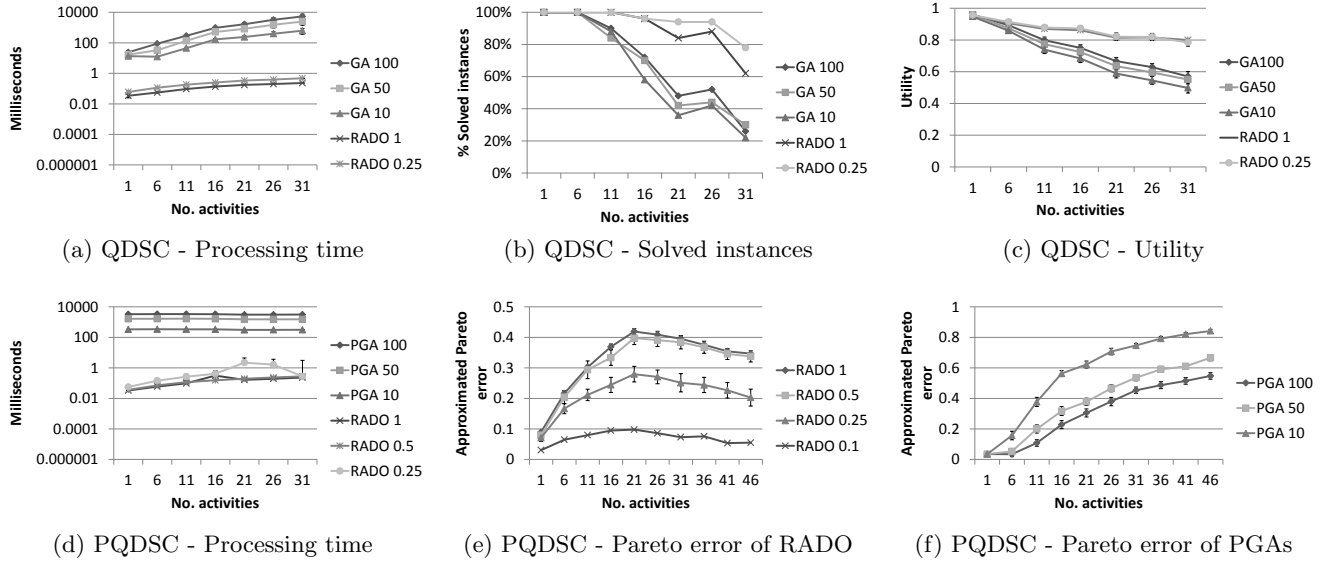 10000
100
1
0.01
0.0001
0.000001
Milliseconds
1 6 11 16 21 26 31
No. activities
GA 100
GA 50
GA 10
RADO 1
RADO 0.25
(a) QDSC - Processing time
100%
80%
60%
40%
20%
0%
% Solved instances
1 6 11 16 21 26 31
No. activities
GA 100
GA 50
GA 10
RADO 1
RADO 0.25
(b) QDSC - Solved instances
1
0.8
0.6
0.4
0.2
0
Utility
1 6 11 16 21 26 31
No. activities
GA100
GA50
GA10
RADO 1
RADO 0.25
(c) QDSC - Utility
10000
100
1
0.01
0.0001
0.000001
Milliseconds
1 6 11 16 21 26 31
No. activities
PGA 100
PGA 50
PGA 10
RADO 1
RADO 0.5
RADO 0.25
(d) PQDSC - Processing time
0.5
0.4
0.3
0.2
0.1
0
Approximated Pareto
error
1 6 11 16 21 26 31 36 41 46
No. activities
RADO 1
RADO 0.5
RADO 0.25
RADO 0.1
(e) PQDSC - Pareto error of RADO
1
0.8
0.6
0.4
0.2
0
Approximated Pareto
error
1 6 11 16 21 26 31 36 41 46
No. activities
PGA 100
PGA 50
PGA 10
(f) PQDSC - Pareto error of PGAs